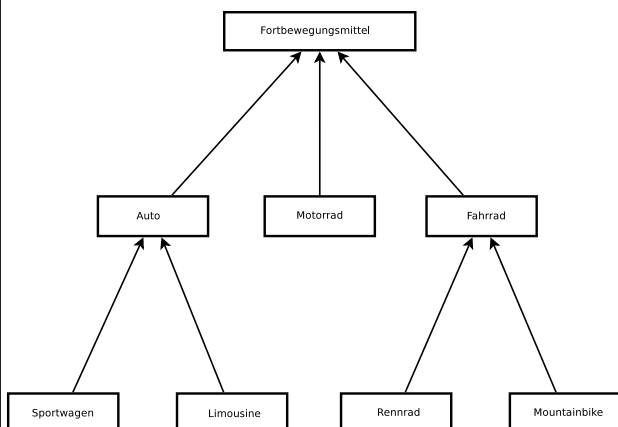 Fortbewegungsmittel
Auto
Motorrad
Fahrrad
Sportwagen
Limousine
Rennrad
Mountainbike